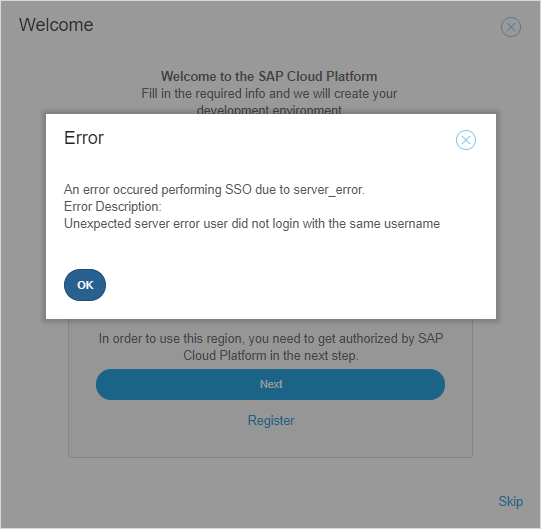 Welcome
Welcome to the SAP Cloud Platform
Fill in the required info and we will create your
development environment
Error
An error occured performing SSO due to server_error.
Error Description:
Unexpected server error user did not login with the same username
OK
In order to use this region, you need to get authorized by SAP
Cloud Platform in the next step.
Next
Register
Skip